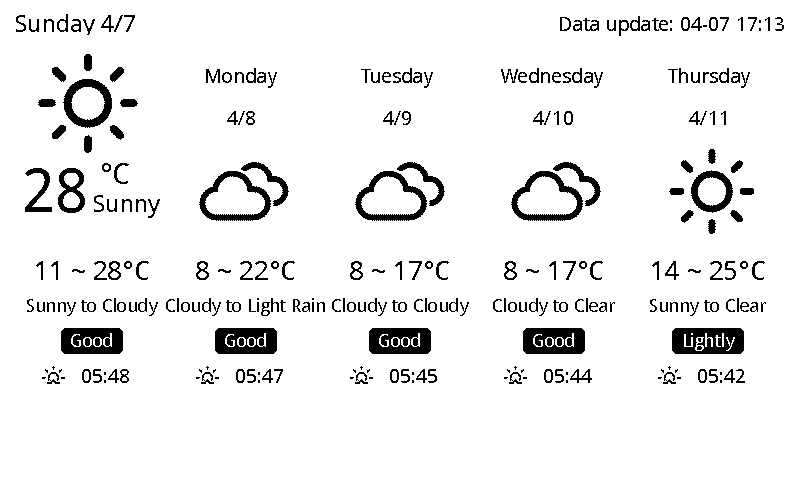 Sunday 4/7
Data update: 04-07 17:13
Monday
Tuesday
Wednesday
Thursday
4/8
4/9
4/10
4/11
28 °C
Sunny
11 ~ 28°C
8 ~ 22°C
8 ~ 17°C
8 ~ 17°C
14 ~ 25°C
Sunny to Cloudy
Cloudy to Light Rain
Cloudy to Cloudy
Cloudy to Clear
Sunny to Clear
Good
Good
Good
Good
Lightly
05:48
05:47
05:45
05:44
05:42